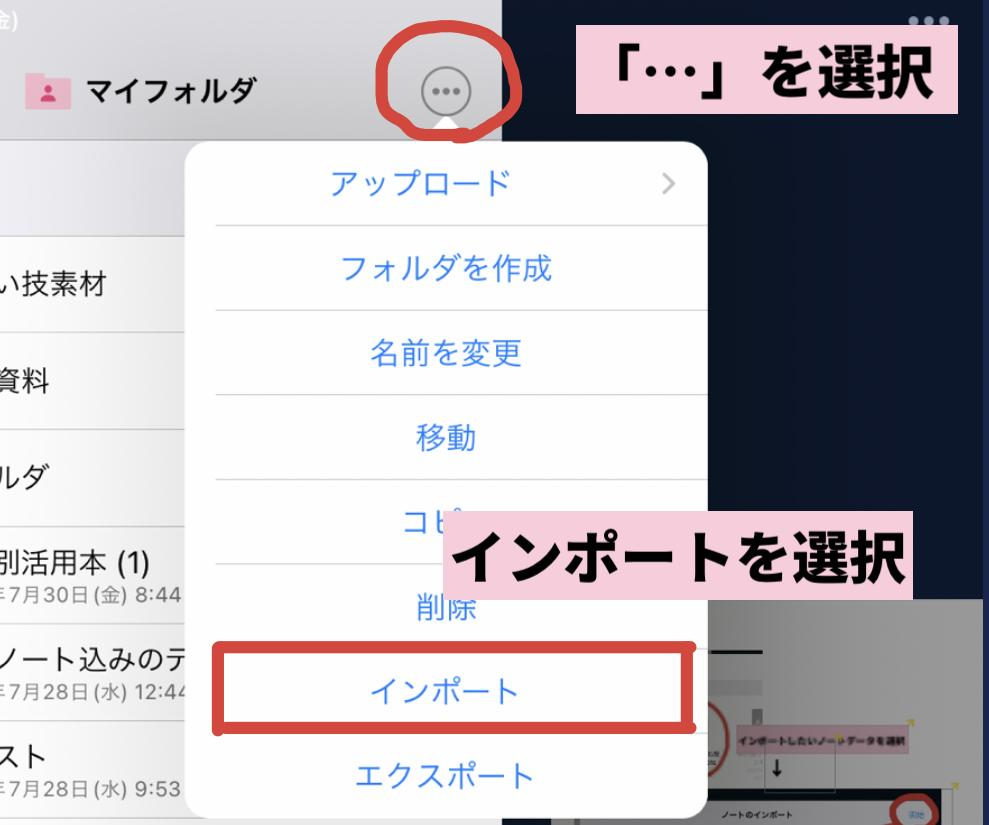 金)
マイフォルダ
「…」を選択
アップロード
フォルダを作成
名前を変更
移動
コピ
インポートを選択
削除
インポート
エクスポート
い技素材
資料
ルダ
別活用本 (1)
年7月30日(金) 8:44
ノート込みのテ
年7月28日(水) 12:44
スト
年7月28日(水) 9:53
インポートしたいノートデータを選択
↓
ノートのインポート
開始